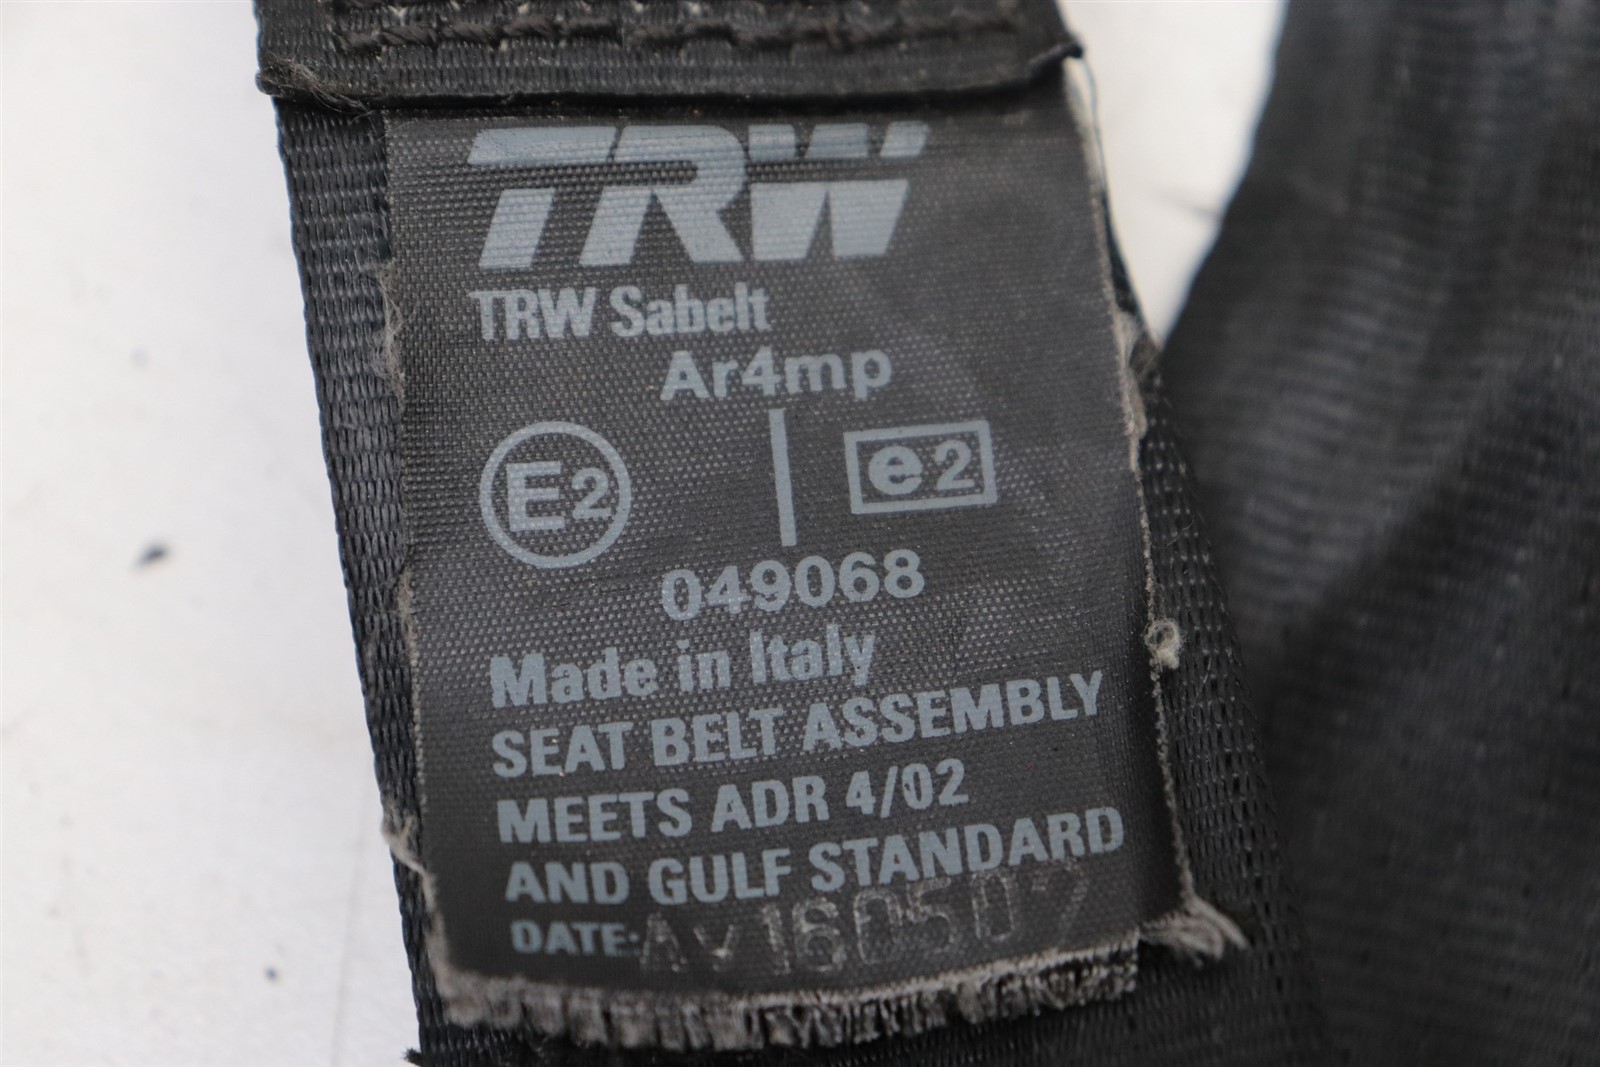 TRW
TRW Sabelt
Ar4mp
E2 e2
049068
Made in Italy
SEAT BELT ASSEMBLY
MEETS ADR 4/02
AND GULF STANDARD
DATE: AY160502